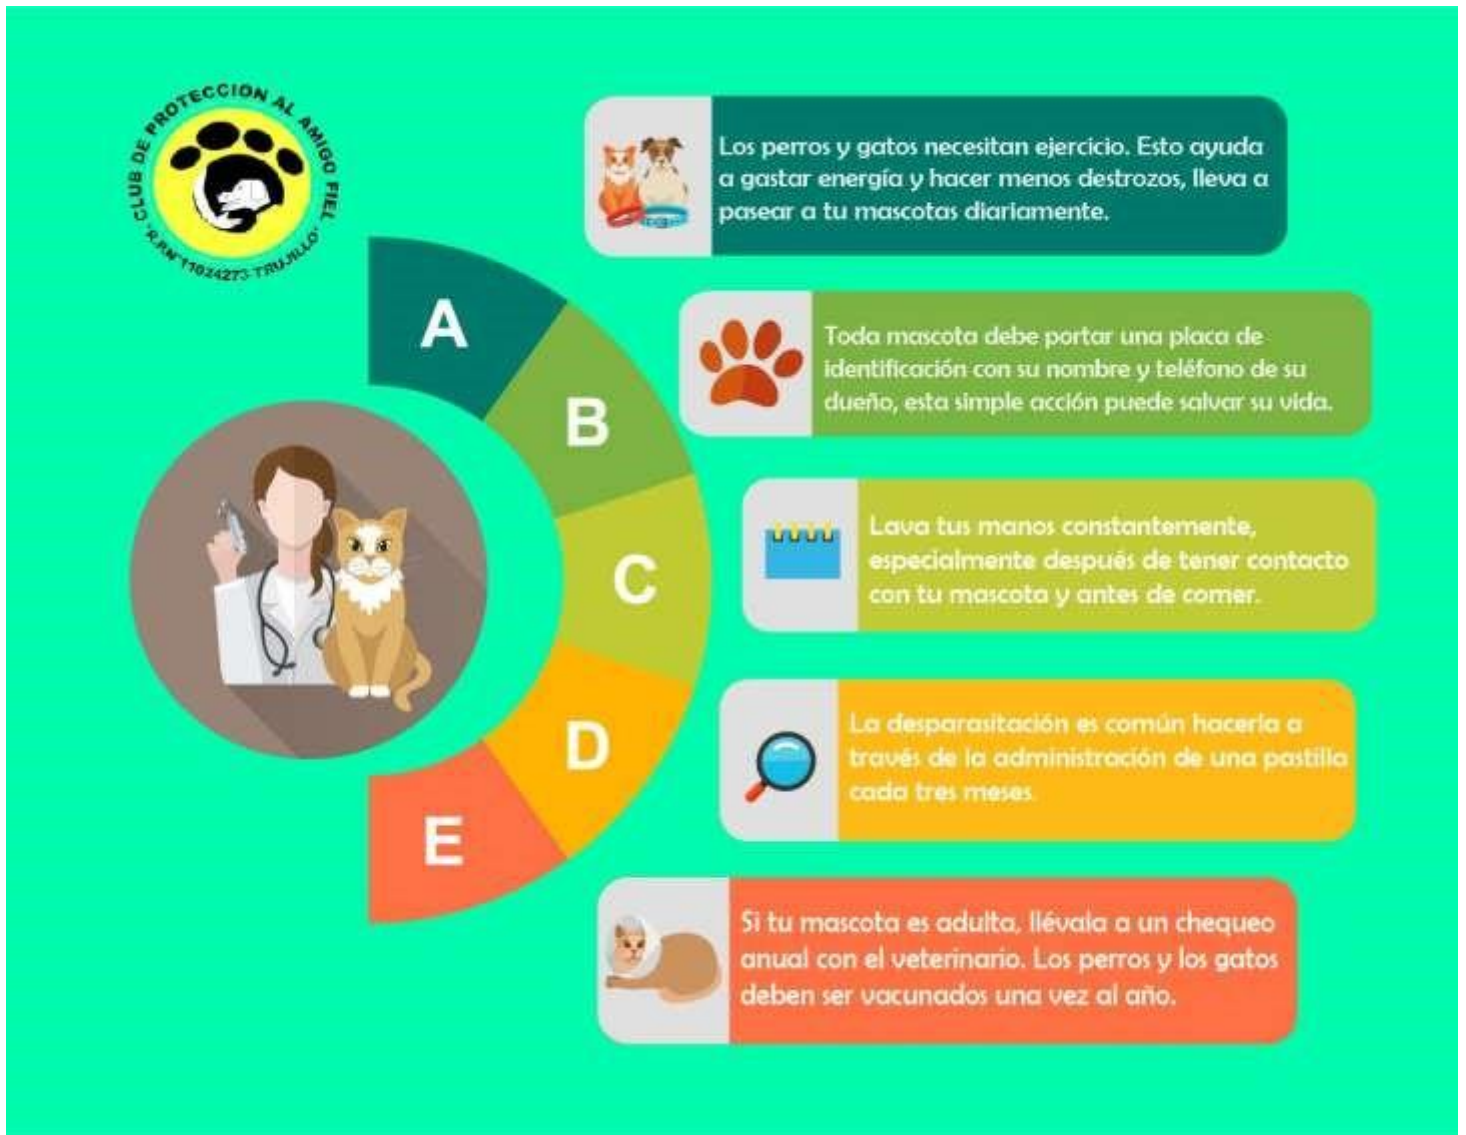 CLUB DE PROTECCION AL AMIGO FIEL
"R.P.N°11024273-TRUJILLO"
A
Los perros y gatos necesitan ejercicio. Esto ayuda
a gastar energía y hacer menos destrozos, lleva a
pasear a tu mascotas diariamente.
B
Toda mascota debe portar una placa de
identificación con su nombre y teléfono de su
dueño, esta simple acción puede salvar su vida.
C
Lava tus manos constantemente,
especialmente después de tener contacto
con tu mascota y antes de comer.
D
La desparasitación es común hacerla a
través de la administración de una pastilla
cada tres meses.
E
Si tu mascota es adulta, llévala a un chequeo
anual con el veterinario. Los perros y los gatos
deben ser vacunados una vez al año.